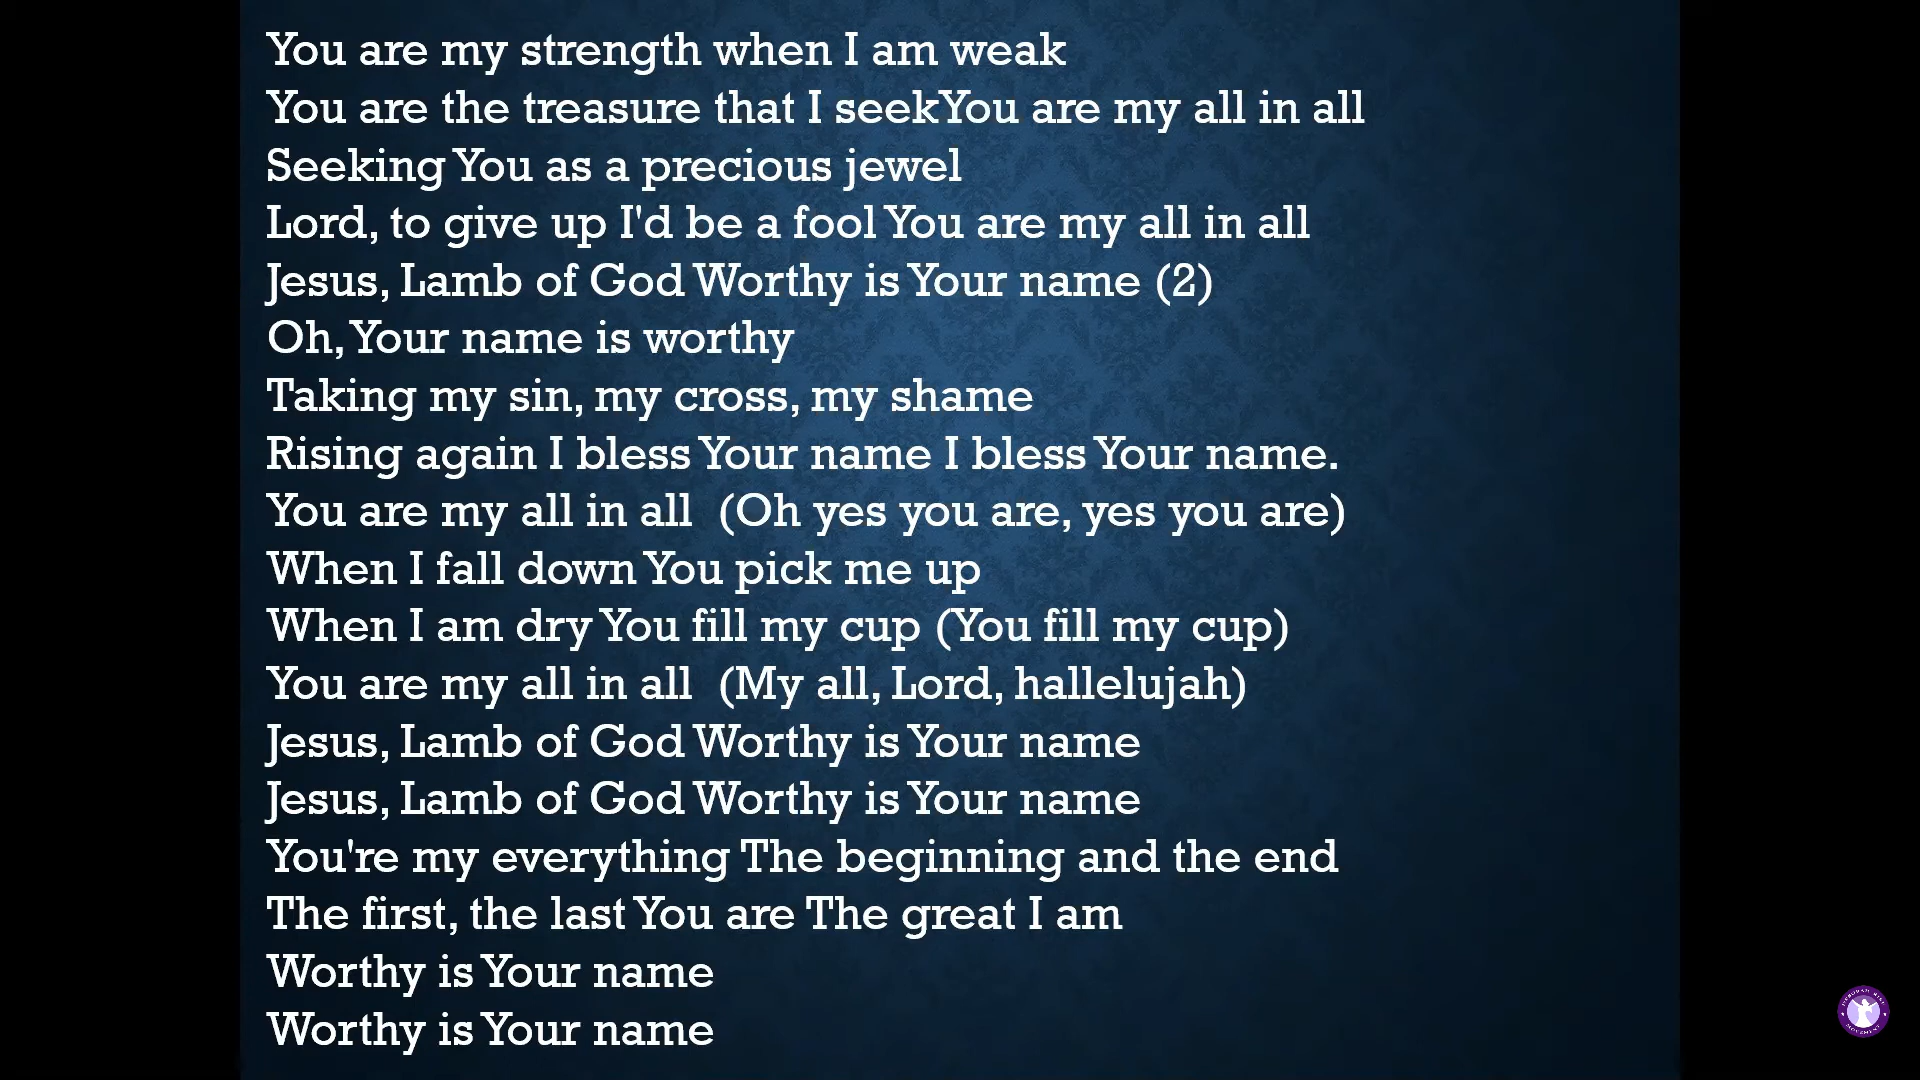 You are my strength when I am weak
You are the treasure that I seekYou are my all in all
Seeking You as a precious jewel
Lord, to give up I'd be a fool You are my all in all
Jesus, Lamb of God Worthy is Your name (2)
Oh, Your name is worthy
Taking my sin, my cross, my shame
Rising again I bless Your name I bless Your name.
You are my all in all  (Oh yes you are, yes you are)
When I fall down You pick me up
When I am dry You fill my cup (You fill my cup)
You are my all in all  (My all, Lord, hallelujah)
Jesus, Lamb of God Worthy is Your name
Jesus, Lamb of God Worthy is Your name
You're my everything The beginning and the end
The first, the last You are The great I am
Worthy is Your name
Worthy is Your name
MOVEMENT